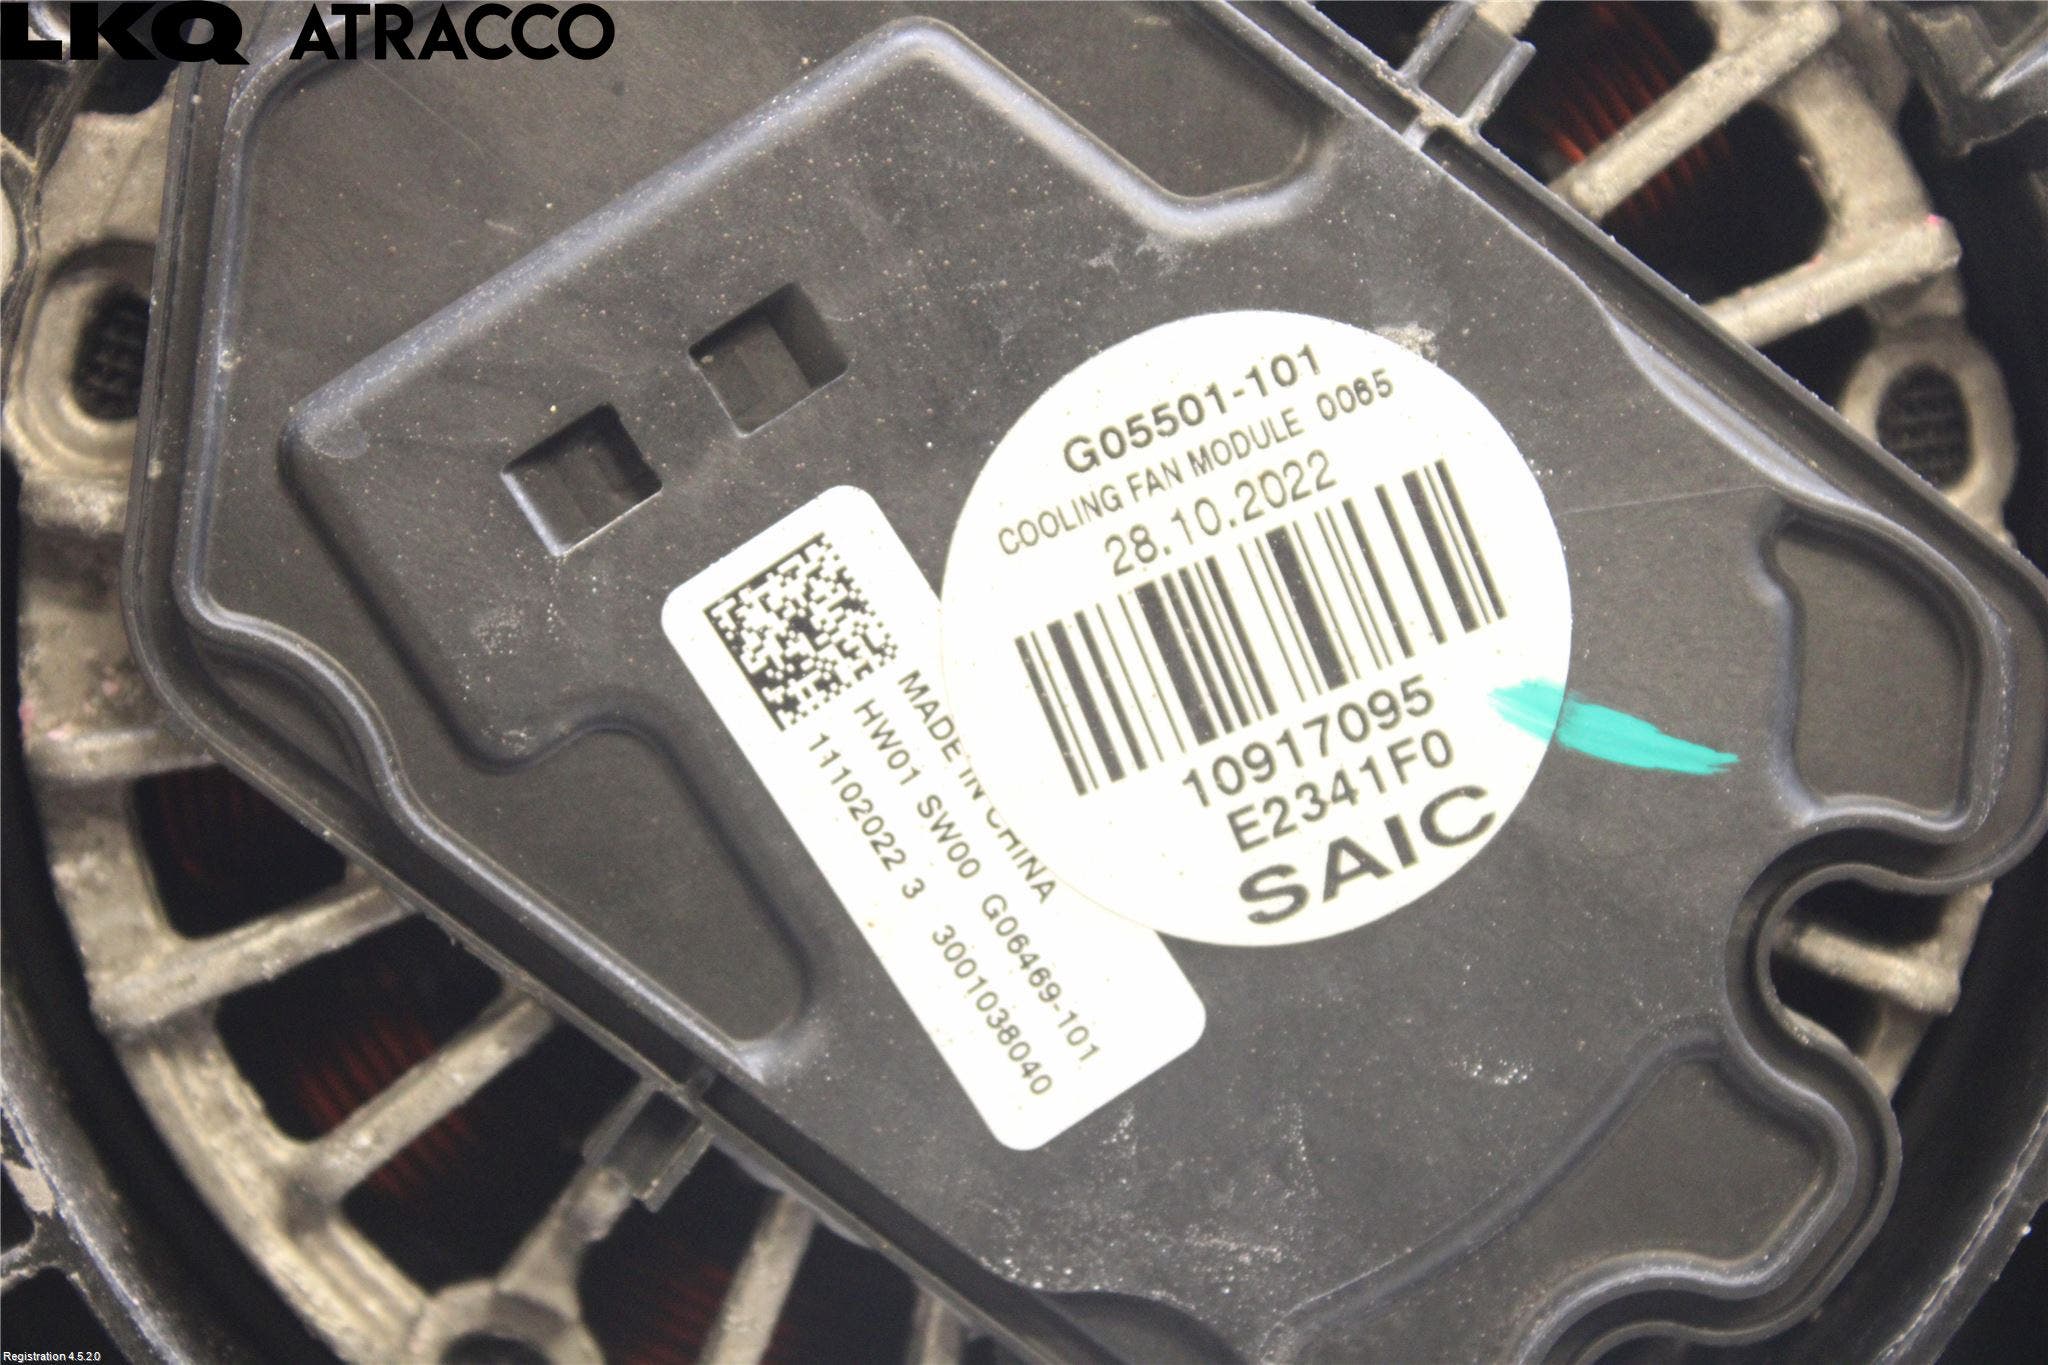 LKQ ATRACCO
G05501-101
COOLING FAN MODULE 0065
28.10.2022
10917095
E2341F0
SAIC
MADE IN CHINA
HW01 SW00 G06469-101
11102022 3 3001038040
Registration 4.5.2.0